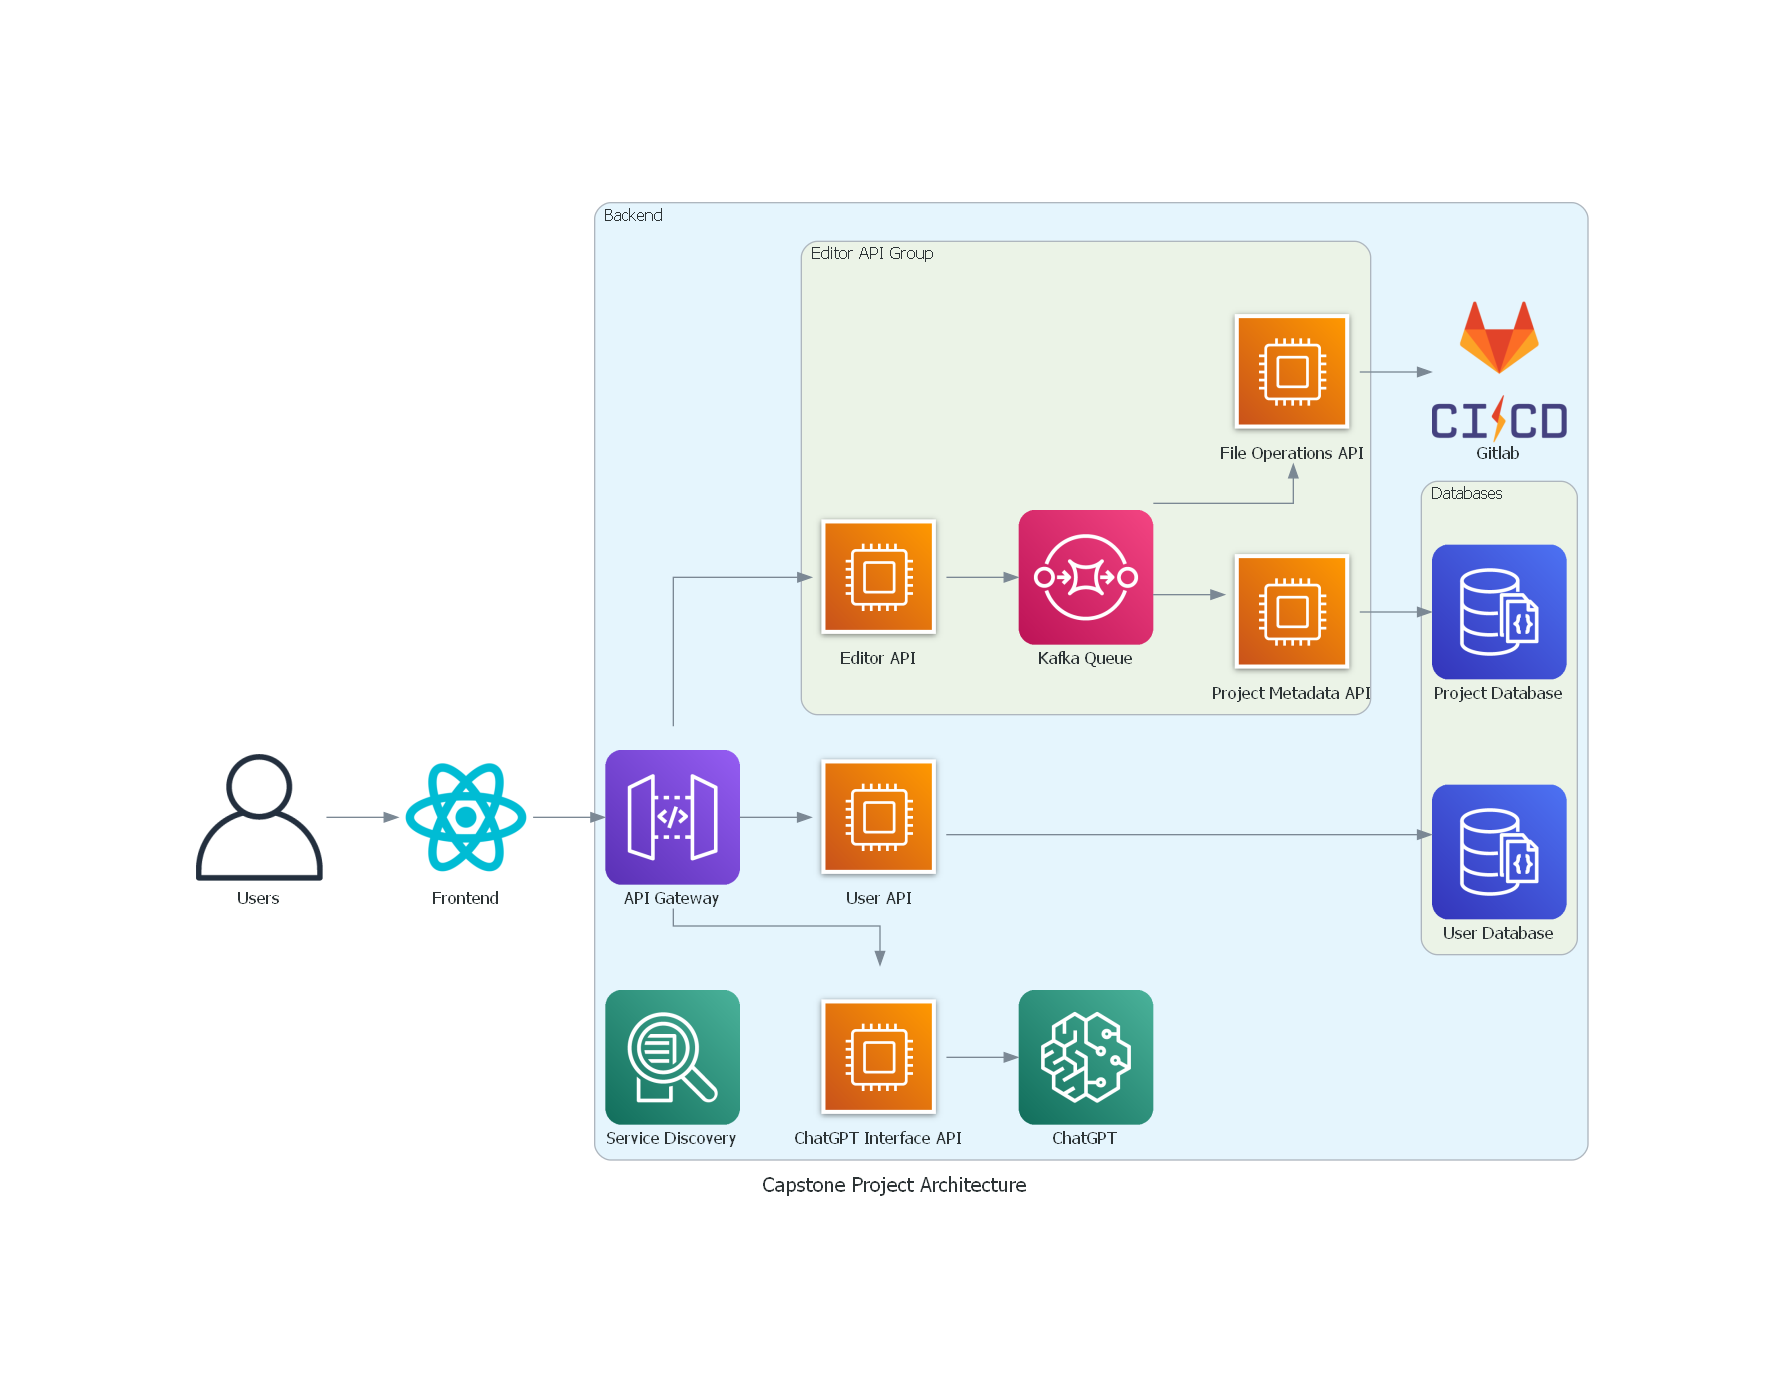 Backend
Editor API Group
CI/CD
File Operations API
Gitlab
Databases
Editor API
Kafka Queue
Project Metadata API
Project Database
</>
Users
Frontend
API Gateway
User API
{}
User Database
Service Discovery
ChatGPT Interface API
ChatGPT
Capstone Project Architecture